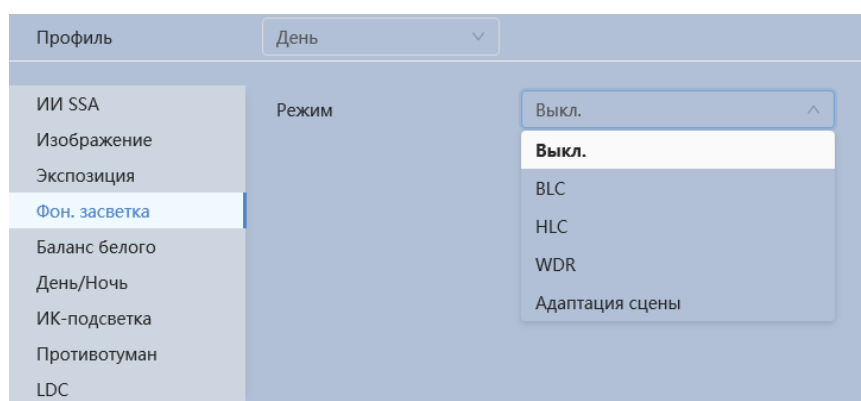 Профиль
День
ИИ SSA
Режим
Выкл.
Изображение
Выкл.
Экспозиция
BLC
Фон. засветка
HLC
Баланс белого
WDR
День/Ночь
Адаптация сцены
ИК-подсветка
Противотуман
LDC